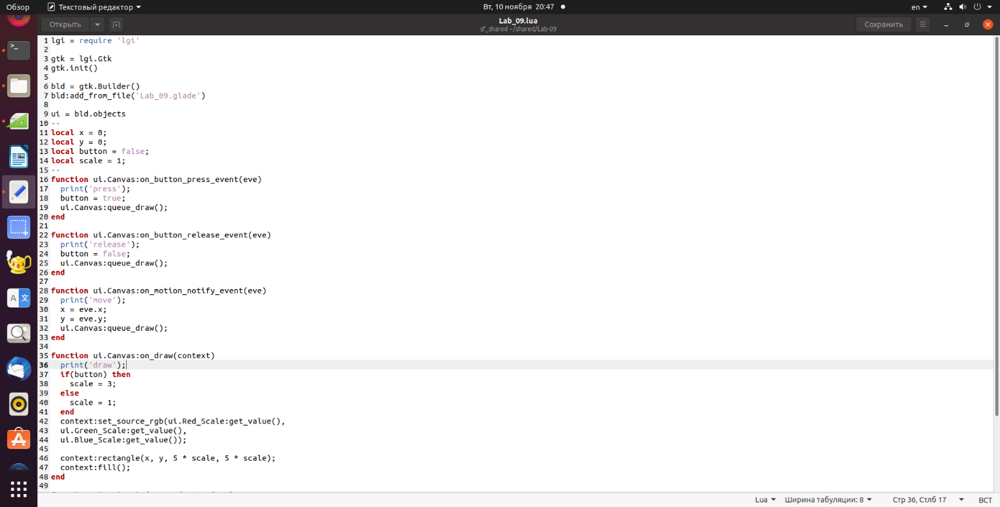 Обзор Текстовый редактор Вт, 10 ноября 20:47 en
Открыть Lab_09.lua Сохранить
sf_shared ~/shared/Lab-09
1 lgi = require 'lgi'
2
3 gtk = lgi.Gtk
4 gtk.init()
5
6 bld = gtk.Builder()
7 bld:add_from_file('Lab_09.glade')
8
9 ui = bld.objects
10 --
11 local x = 0;
12 local y = 0;
13 local button = false;
14 local scale = 1;
15 --
16 function ui.Canvas:on_button_press_event(eve)
17   print('press');
18   button = true;
19   ui.Canvas:queue_draw();
20 end
21
22 function ui.Canvas:on_button_release_event(eve)
23   print('release');
24   button = false;
25   ui.Canvas:queue_draw();
26 end
27
28 function ui.Canvas:on_motion_notify_event(eve)
29   print('move');
30   x = eve.x;
31   y = eve.y;
32   ui.Canvas:queue_draw();
33 end
34
35 function ui.Canvas:on_draw(context)
36   print('draw');
37   if(button) then
38     scale = 3;
39   else
40     scale = 1;
41   end
42   context:set_source_rgb(ui.Red_Scale:get_value(),
43   ui.Green_Scale:get_value(),
44   ui.Blue_Scale:get_value());
45
46   context:rectangle(x, y, 5 * scale, 5 * scale);
47   context:fill();
48 end
49
Lua Ширина табуляции: 8 Стр 36, Стлб 17 ВСТ